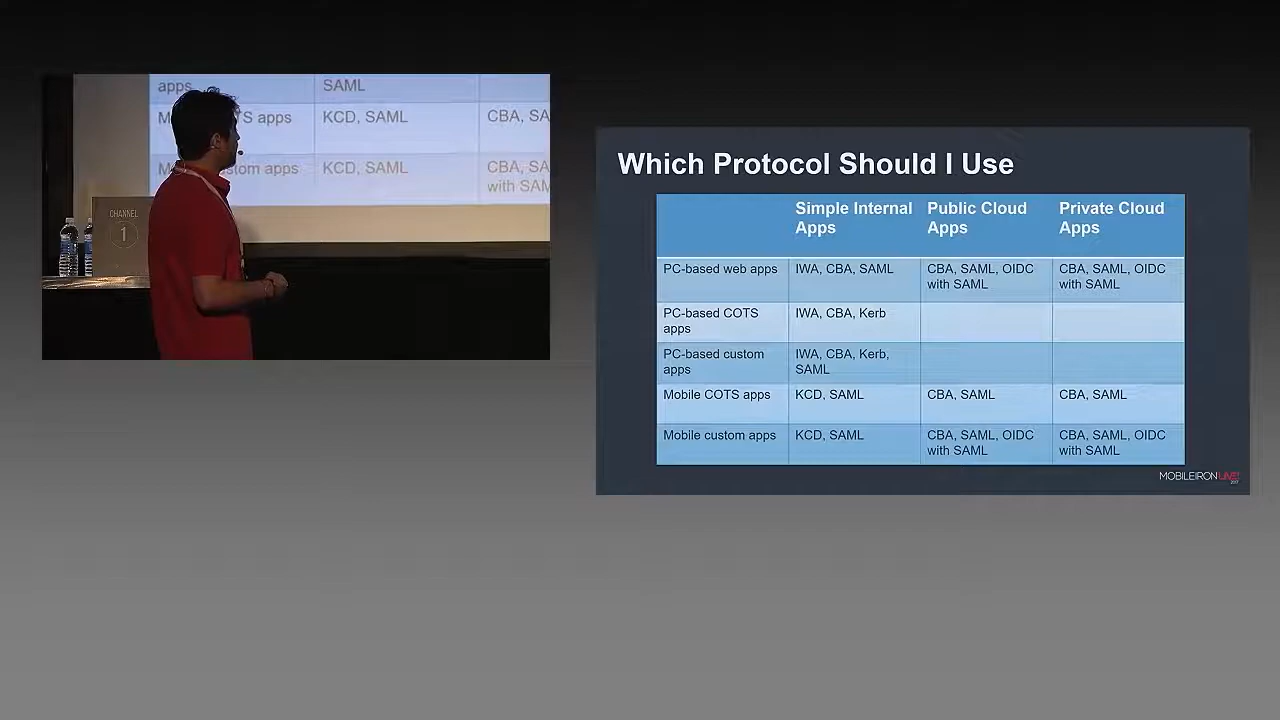 apps
SAML
S apps
KCD, SAML
CBA, SA
stom apps
KCD, SAML
CBA, SA
with SAM
CHANNEL
1
Which Protocol Should I Use
Simple Internal Apps
Public Cloud Apps
Private Cloud Apps
PC-based web apps
IWA, CBA, SAML
CBA, SAML, OIDC
with SAML
CBA, SAML, OIDC
with SAML
PC-based COTS
apps
IWA, CBA, Kerb
PC-based custom
apps
IWA, CBA, Kerb,
SAML
Mobile COTS apps
KCD, SAML
CBA, SAML
CBA, SAML
Mobile custom apps
KCD, SAML
CBA, SAML, OIDC
with SAML
CBA, SAML, OIDC
with SAML
MOBILEIRON LIVE!
2017